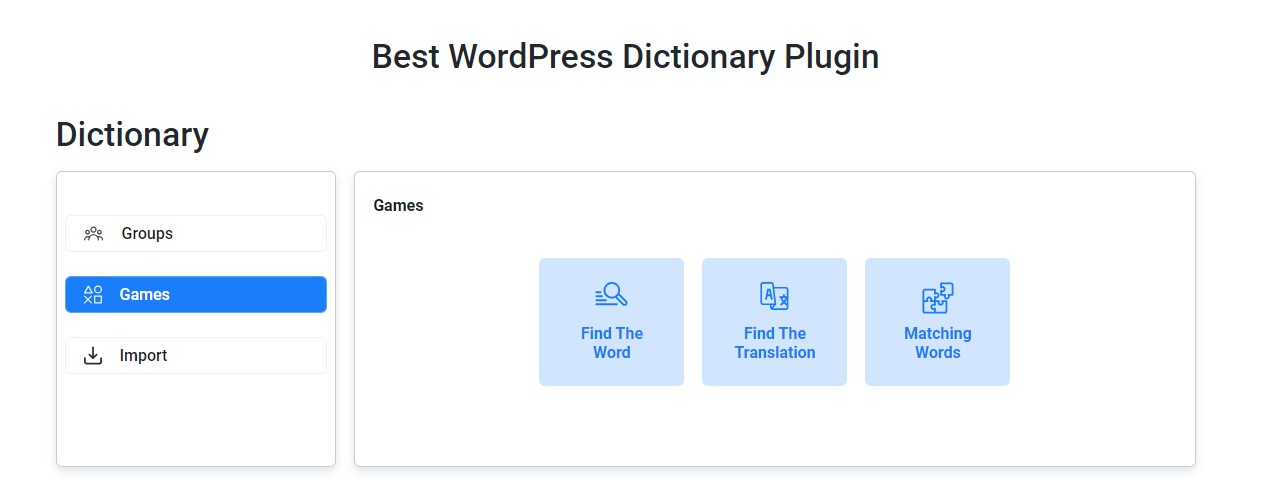 Best WordPress Dictionary Plugin
Dictionary
Groups
Games
Import
Games
Find The
Word
Find The
Translation
Matching
Words